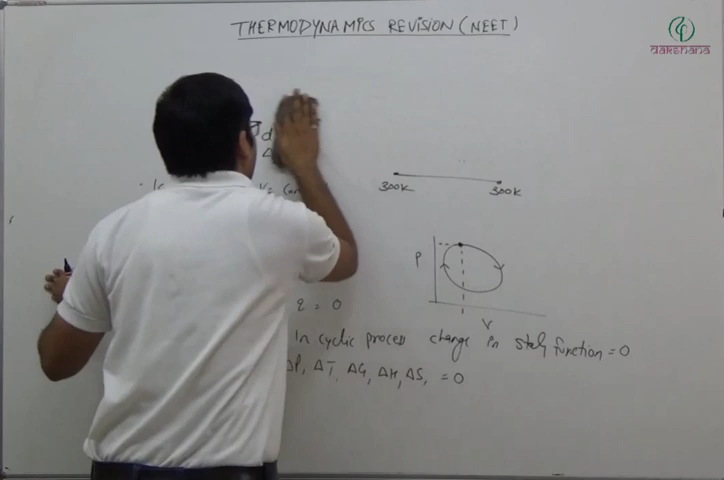 THERMODYNAMICS REVISION (NEET)
dakshana
d
Δ
300K
300K
P
V
q = 0
In cyclic process change in state function = 0
ΔP, ΔT, ΔG, ΔH, ΔS, = 0